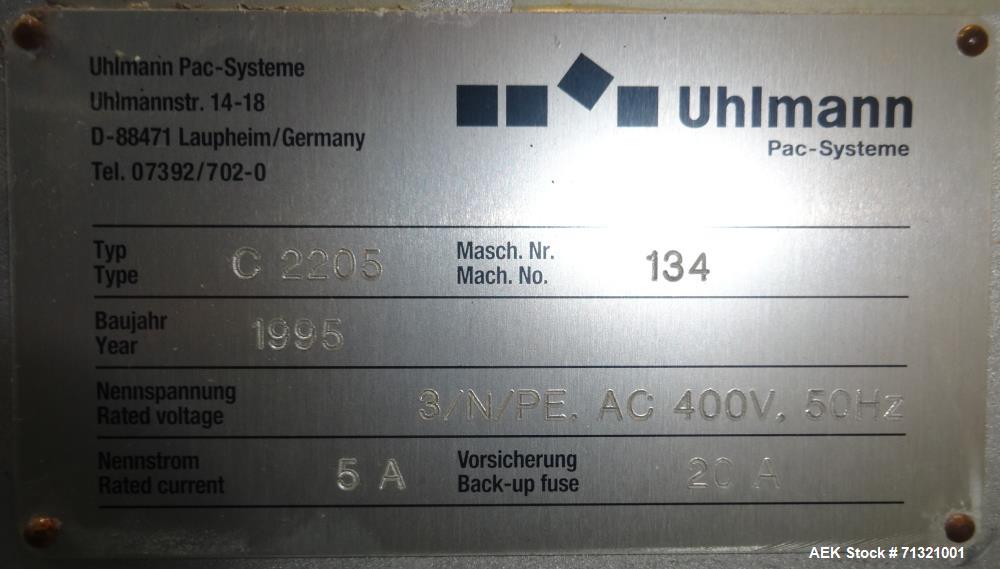 Uhlmann Pac-Systeme
Uhlmannstr. 14-18
D-88471 Laupheim/Germany
Tel. 07392/702-0
Uhlmann
Pac-Systeme
Typ
Type
C 2205
Masch. Nr.
Mach. No.
134
Baujahr
Year
1995
Nennspannung
Rated voltage
3/N/PE. AC 400V, 50Hz
Nennstrom
Rated current
5 A
Vorsicherung
Back-up fuse
20 A
AEK Stock # 71321001